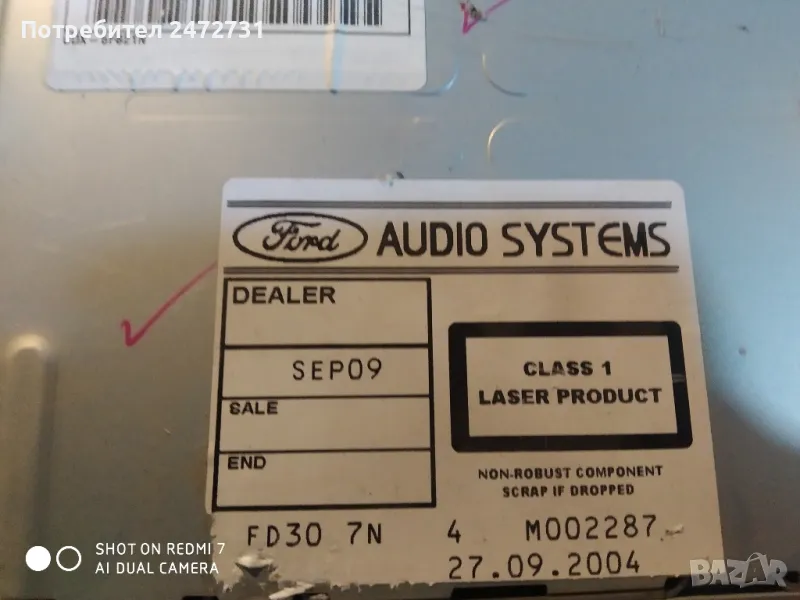 Потребител 2472731
Ford AUDIO SYSTEMS
DEALER
SEP09
SALE
END
CLASS 1
LASER PRODUCT
NON-ROBUST COMPONENT
SCRAP IF DROPPED
FD30 7N 4 M002287
27.09.2004
SHOT ON REDMI 7
AI DUAL CAMERA
BAZAR